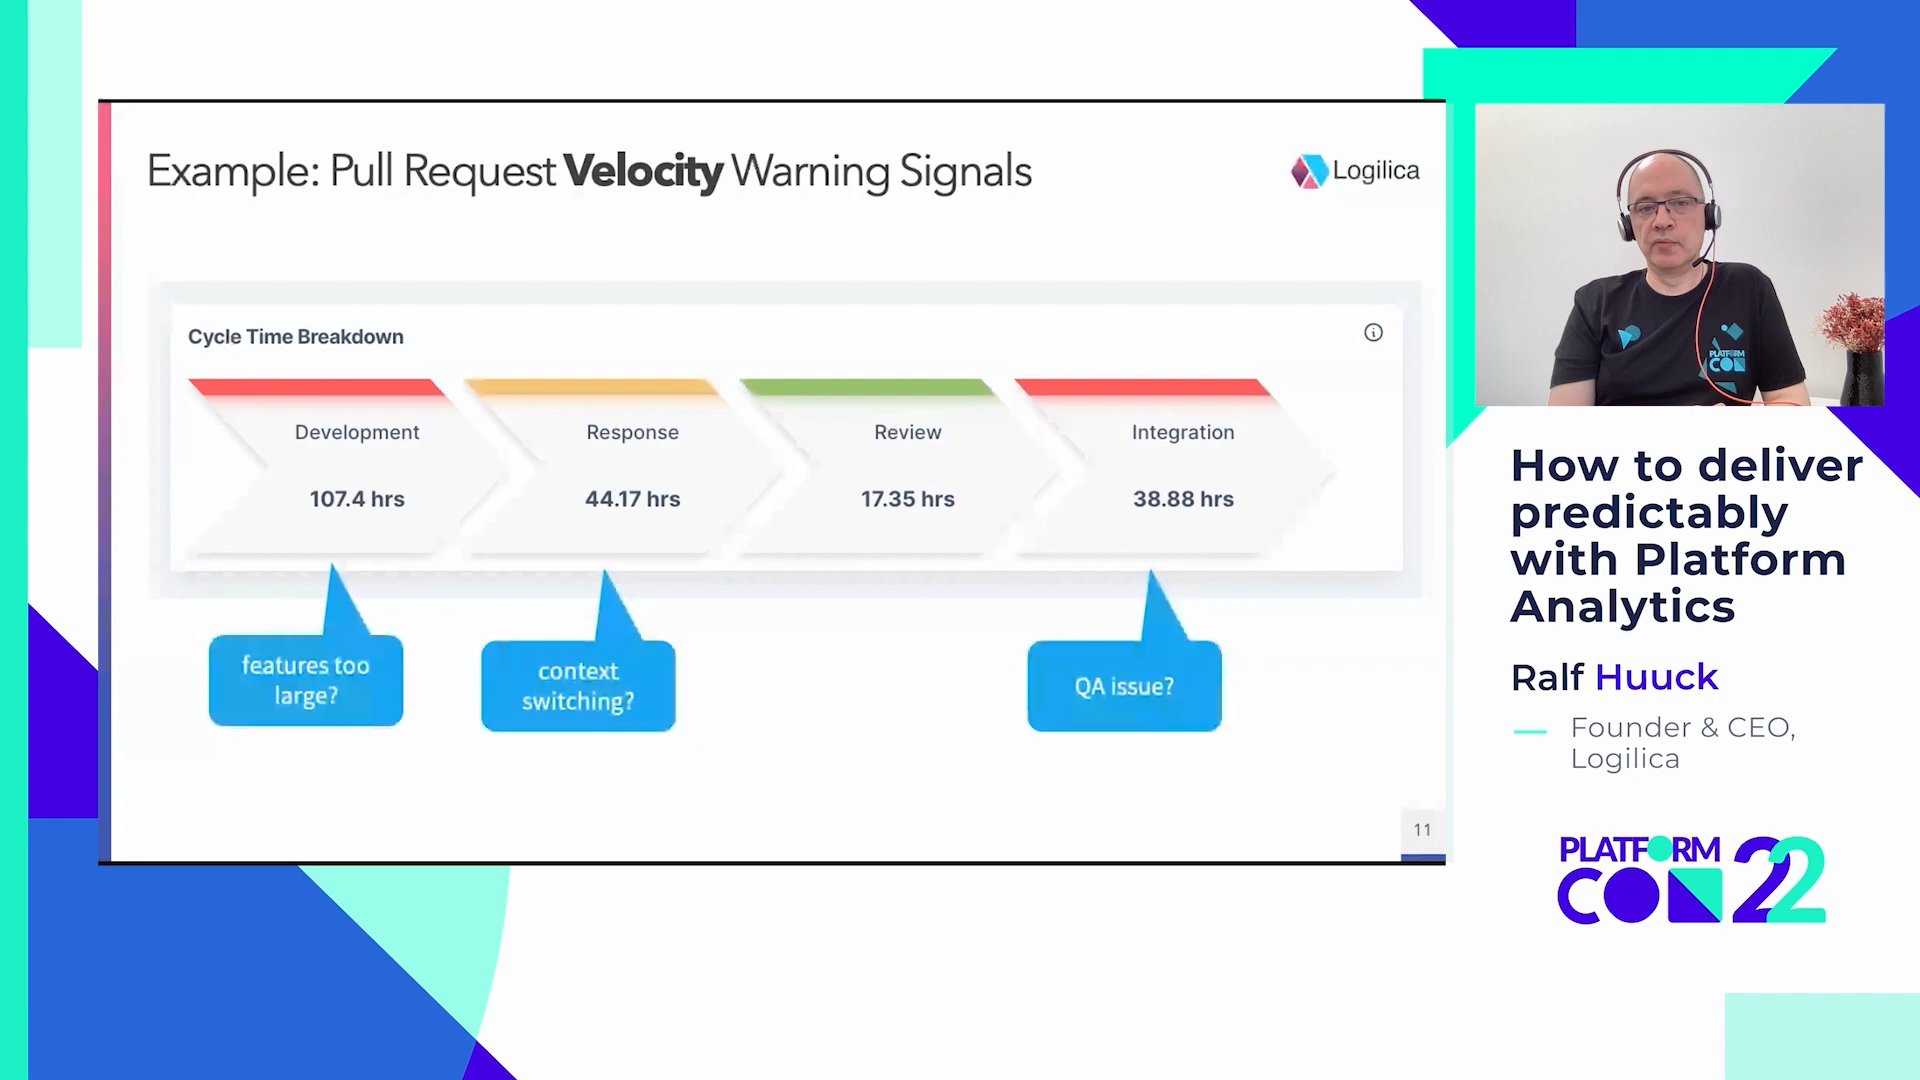 Example: Pull Request Velocity Warning Signals
Logilica
Cycle Time Breakdown
Development
107.4 hrs
Response
44.17 hrs
Review
17.35 hrs
Integration
38.88 hrs
features too
large?
context
switching?
QA issue?
11
PLATFORM
CON
How to deliver
predictably
with Platform
Analytics
Ralf Huuck
Founder & CEO,
Logilica
PLATFORM
CON 22